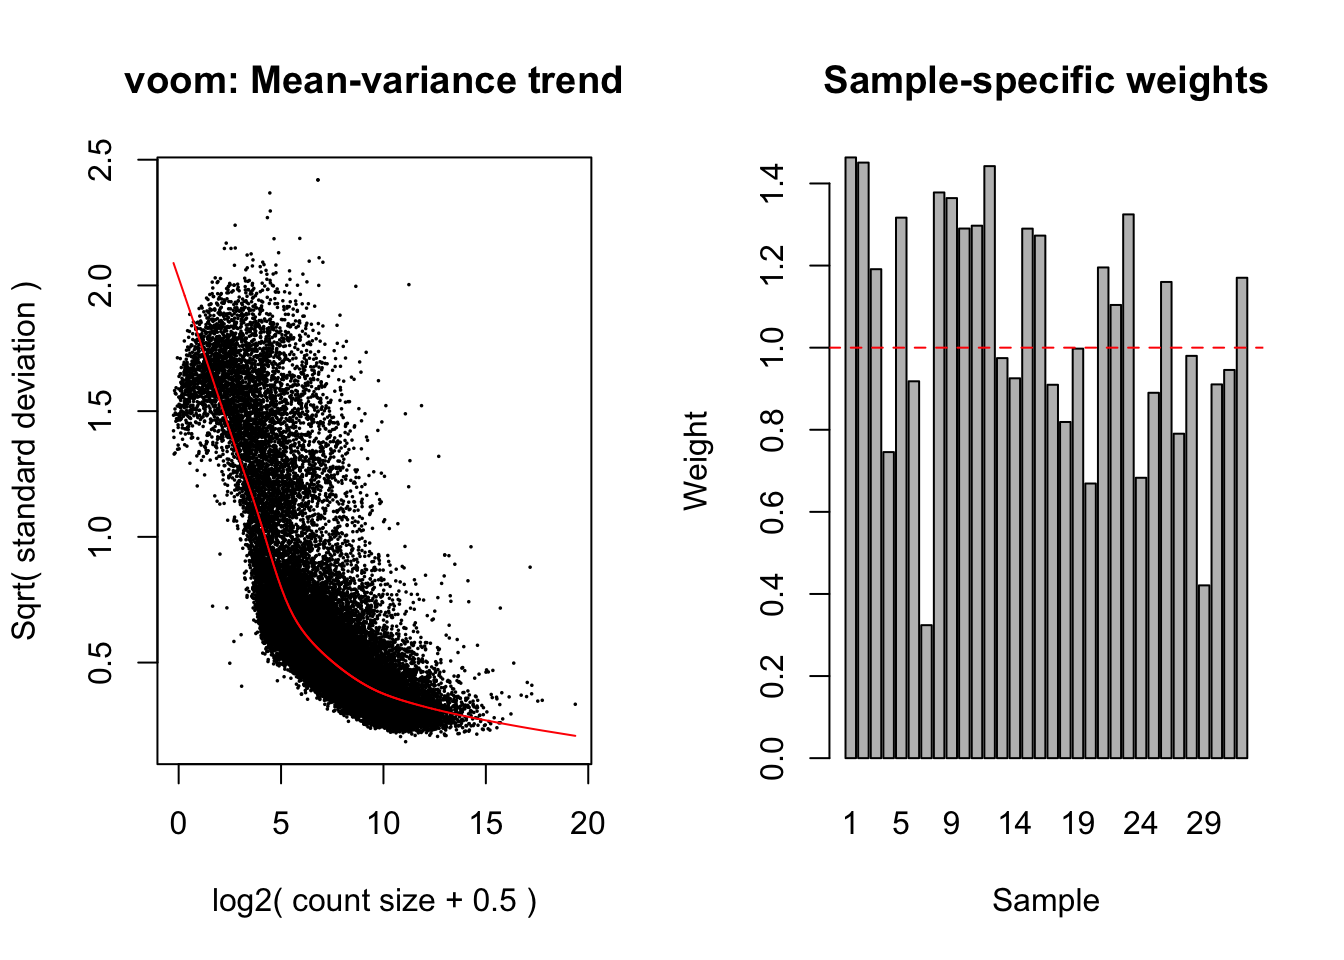 voom: Mean-variance trend
Sqrt( standard deviation )
2.5
2.0
1.5
1.0
0.5
0 5 10 15 20
log2( count size + 0.5 )
Sample-specific weights
Weight
1.4
1.2
1.0
0.8
0.6
0.4
0.2
0.0
1 5 9 14 19 24 29
Sample